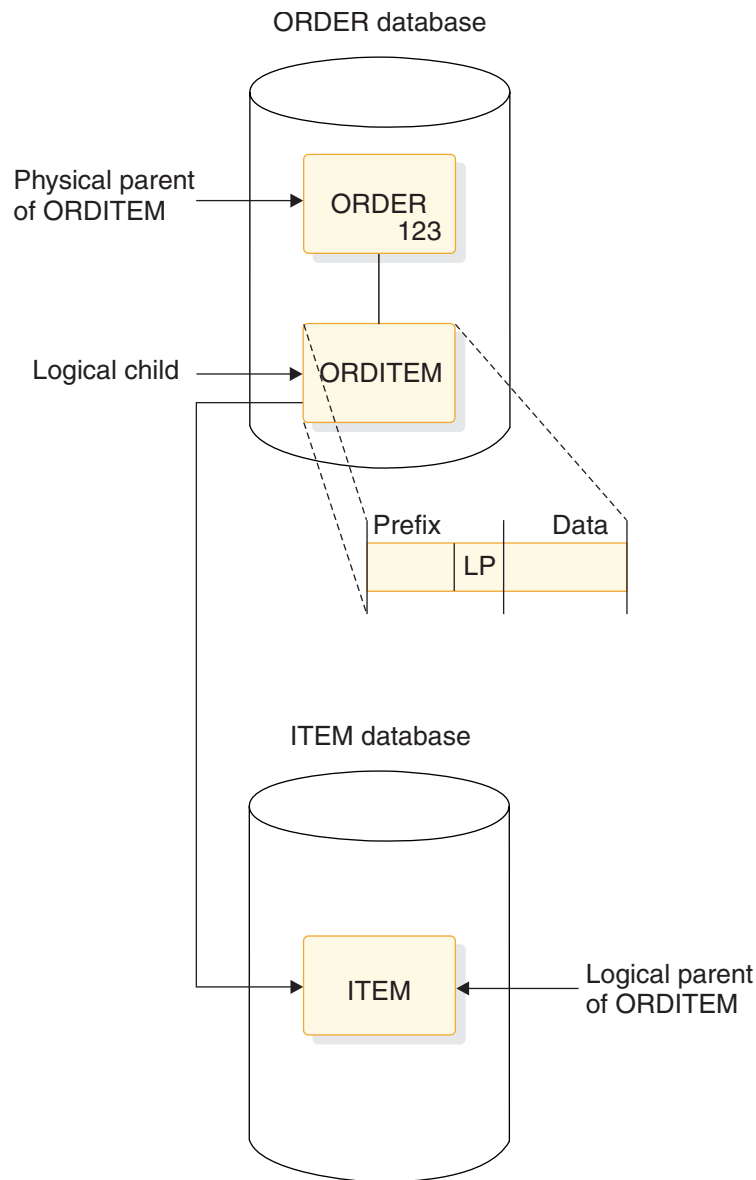 ORDER database
Physical parent
of ORDITEM
ORDER
123
Logical child
ORDITEM
Prefix
Data
LP
ITEM database
ITEM
Logical parent
of ORDITEM